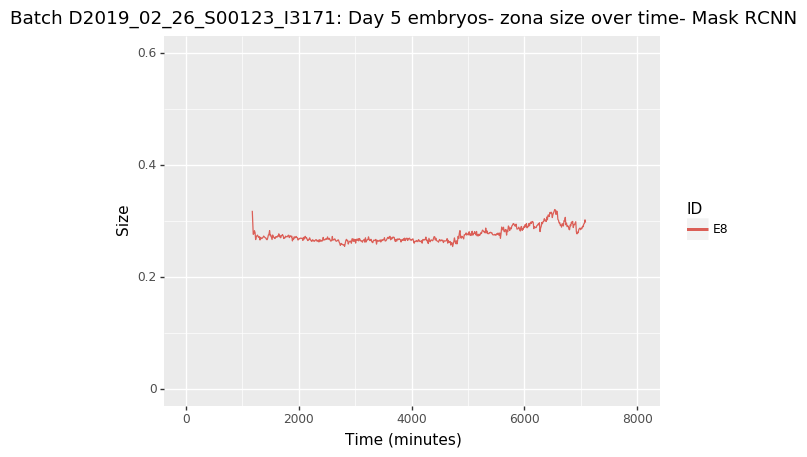 Batch D2019_02_26_S00123_I3171: Day 5 embryos- zona size over time- Mask RCNN
0.6
0.4
0.2
0
Size
0 2000 4000 6000 8000
Time (minutes)
ID
E8